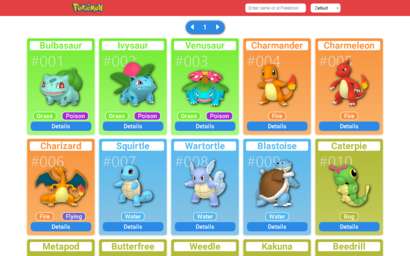 Pokémon
Enter name or id Pokémon
Default
1
Bulbasaur
Ivysaur
Venusaur
Charmander
Charmeleon
#001
#002
#003
#004
#005
Grass Poison
Grass Poison
Grass Poison
Fire
Fire
Details
Details
Details
Details
Details
Charizard
Squirtle
Wartortle
Blastoise
Caterpie
#006
#007
#008
#009
#010
Fire Flying
Water
Water
Water
Bug
Details
Details
Details
Details
Details
Metapod
Butterfree
Weedle
Kakuna
Beedrill